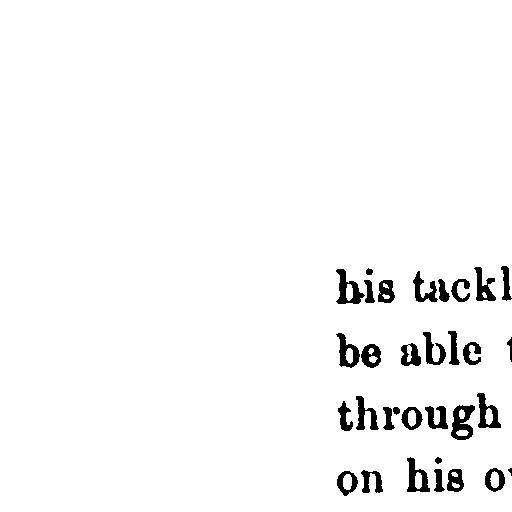 his tackl
be able t
through
on his o